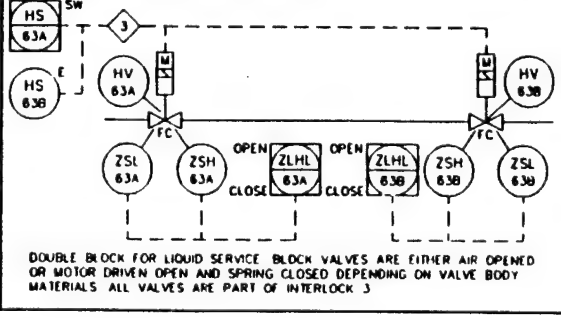 HS 63A SW
3
HS 63B E
M
M
HV 63A
HV 63B
FC
FC
ZSL 63A
ZSH 63A
OPEN ZLHL 63A CLOSE
OPEN ZLHL 63B CLOSE
ZSH 63B
ZSL 63B
DOUBLE BLOCK FOR LIQUID SERVICE BLOCK VALVES ARE EITHER AIR OPENED
OR MOTOR DRIVEN OPEN AND SPRING CLOSED DEPENDING ON VALVE BODY
MATERIALS ALL VALVES ARE PART OF INTERLOCK 3